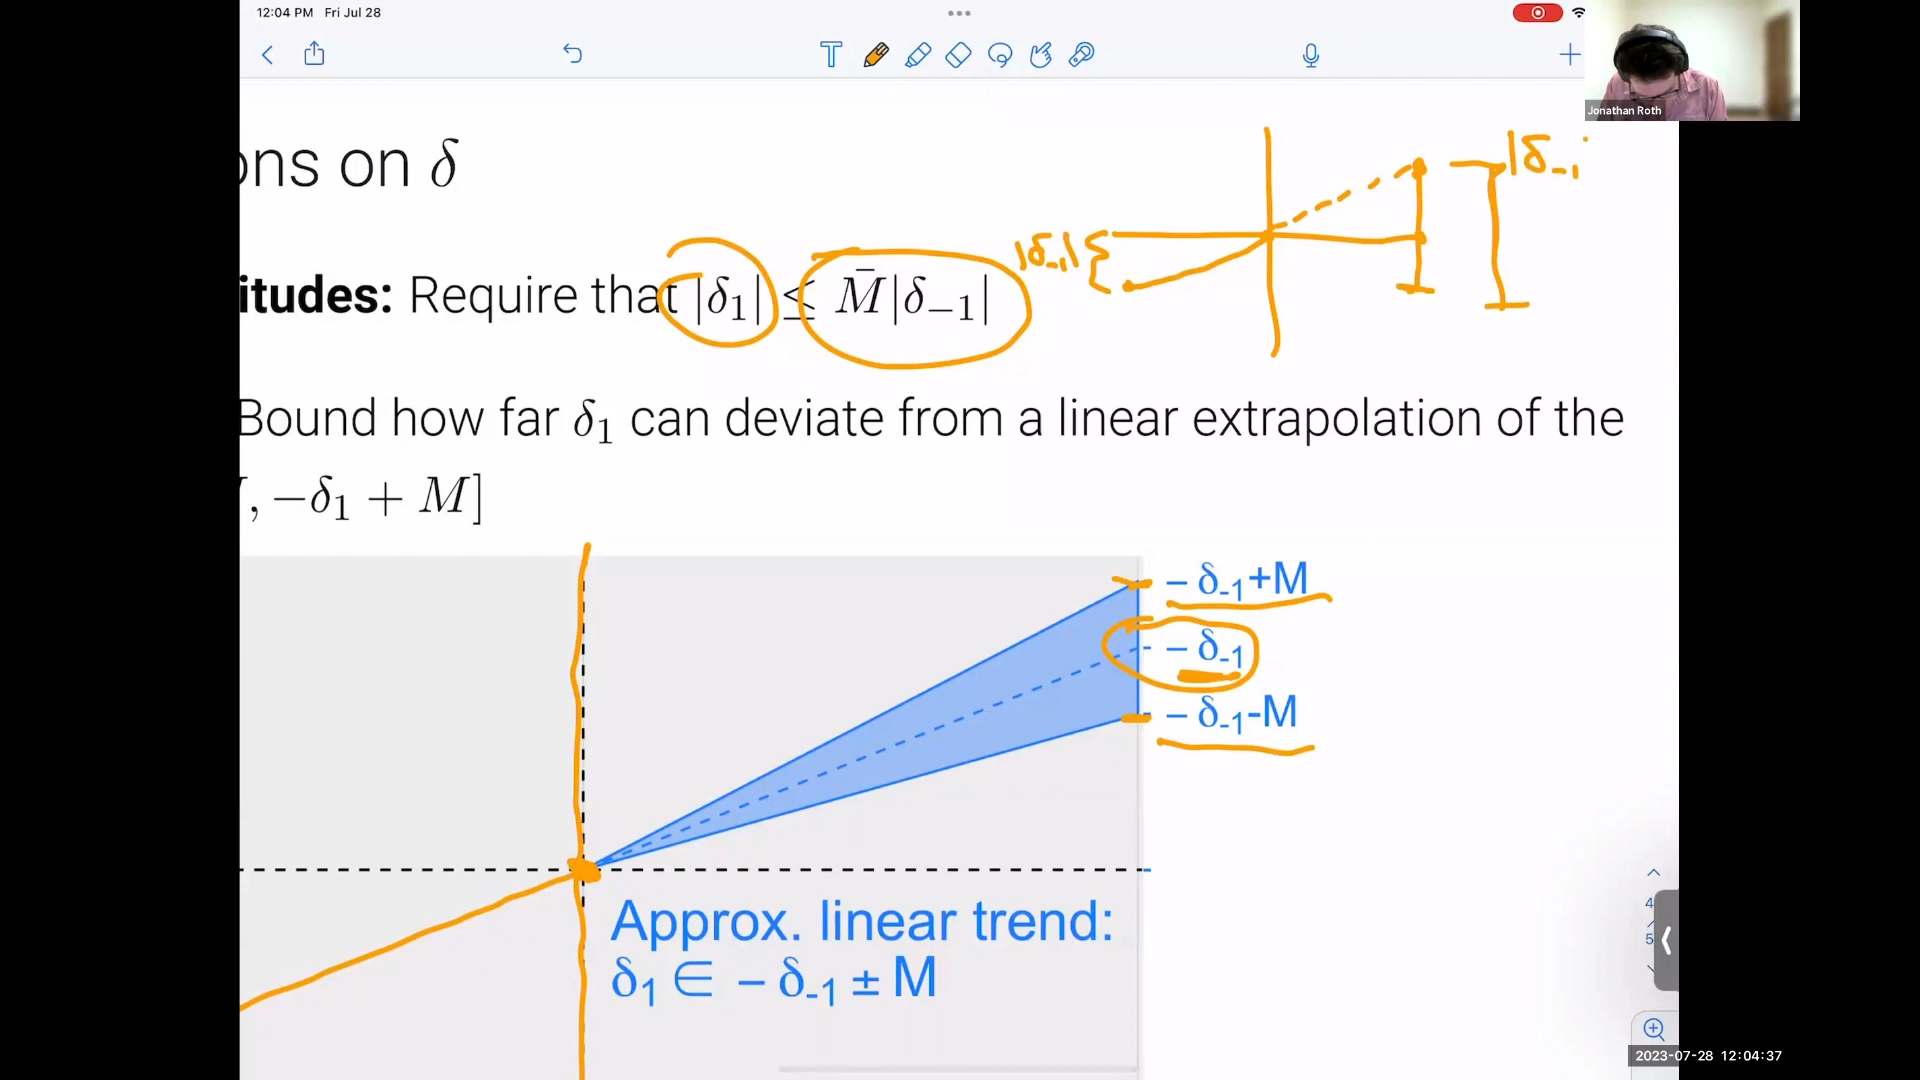 12:04 PM Fri Jul 28
Jonathan Roth
ons on δ
|δ₋₁
|δ₋₁|
itudes: Require that |δ₁| ≤ M̄|δ₋₁|
Bound how far δ₁ can deviate from a linear extrapolation of the
, −δ₁ + M]
− δ₋₁+M
− δ₋₁
− δ₋₁-M
Approx. linear trend:
δ₁ ∈ − δ₋₁ ± M
4
5
2023-07-28 12:04:37